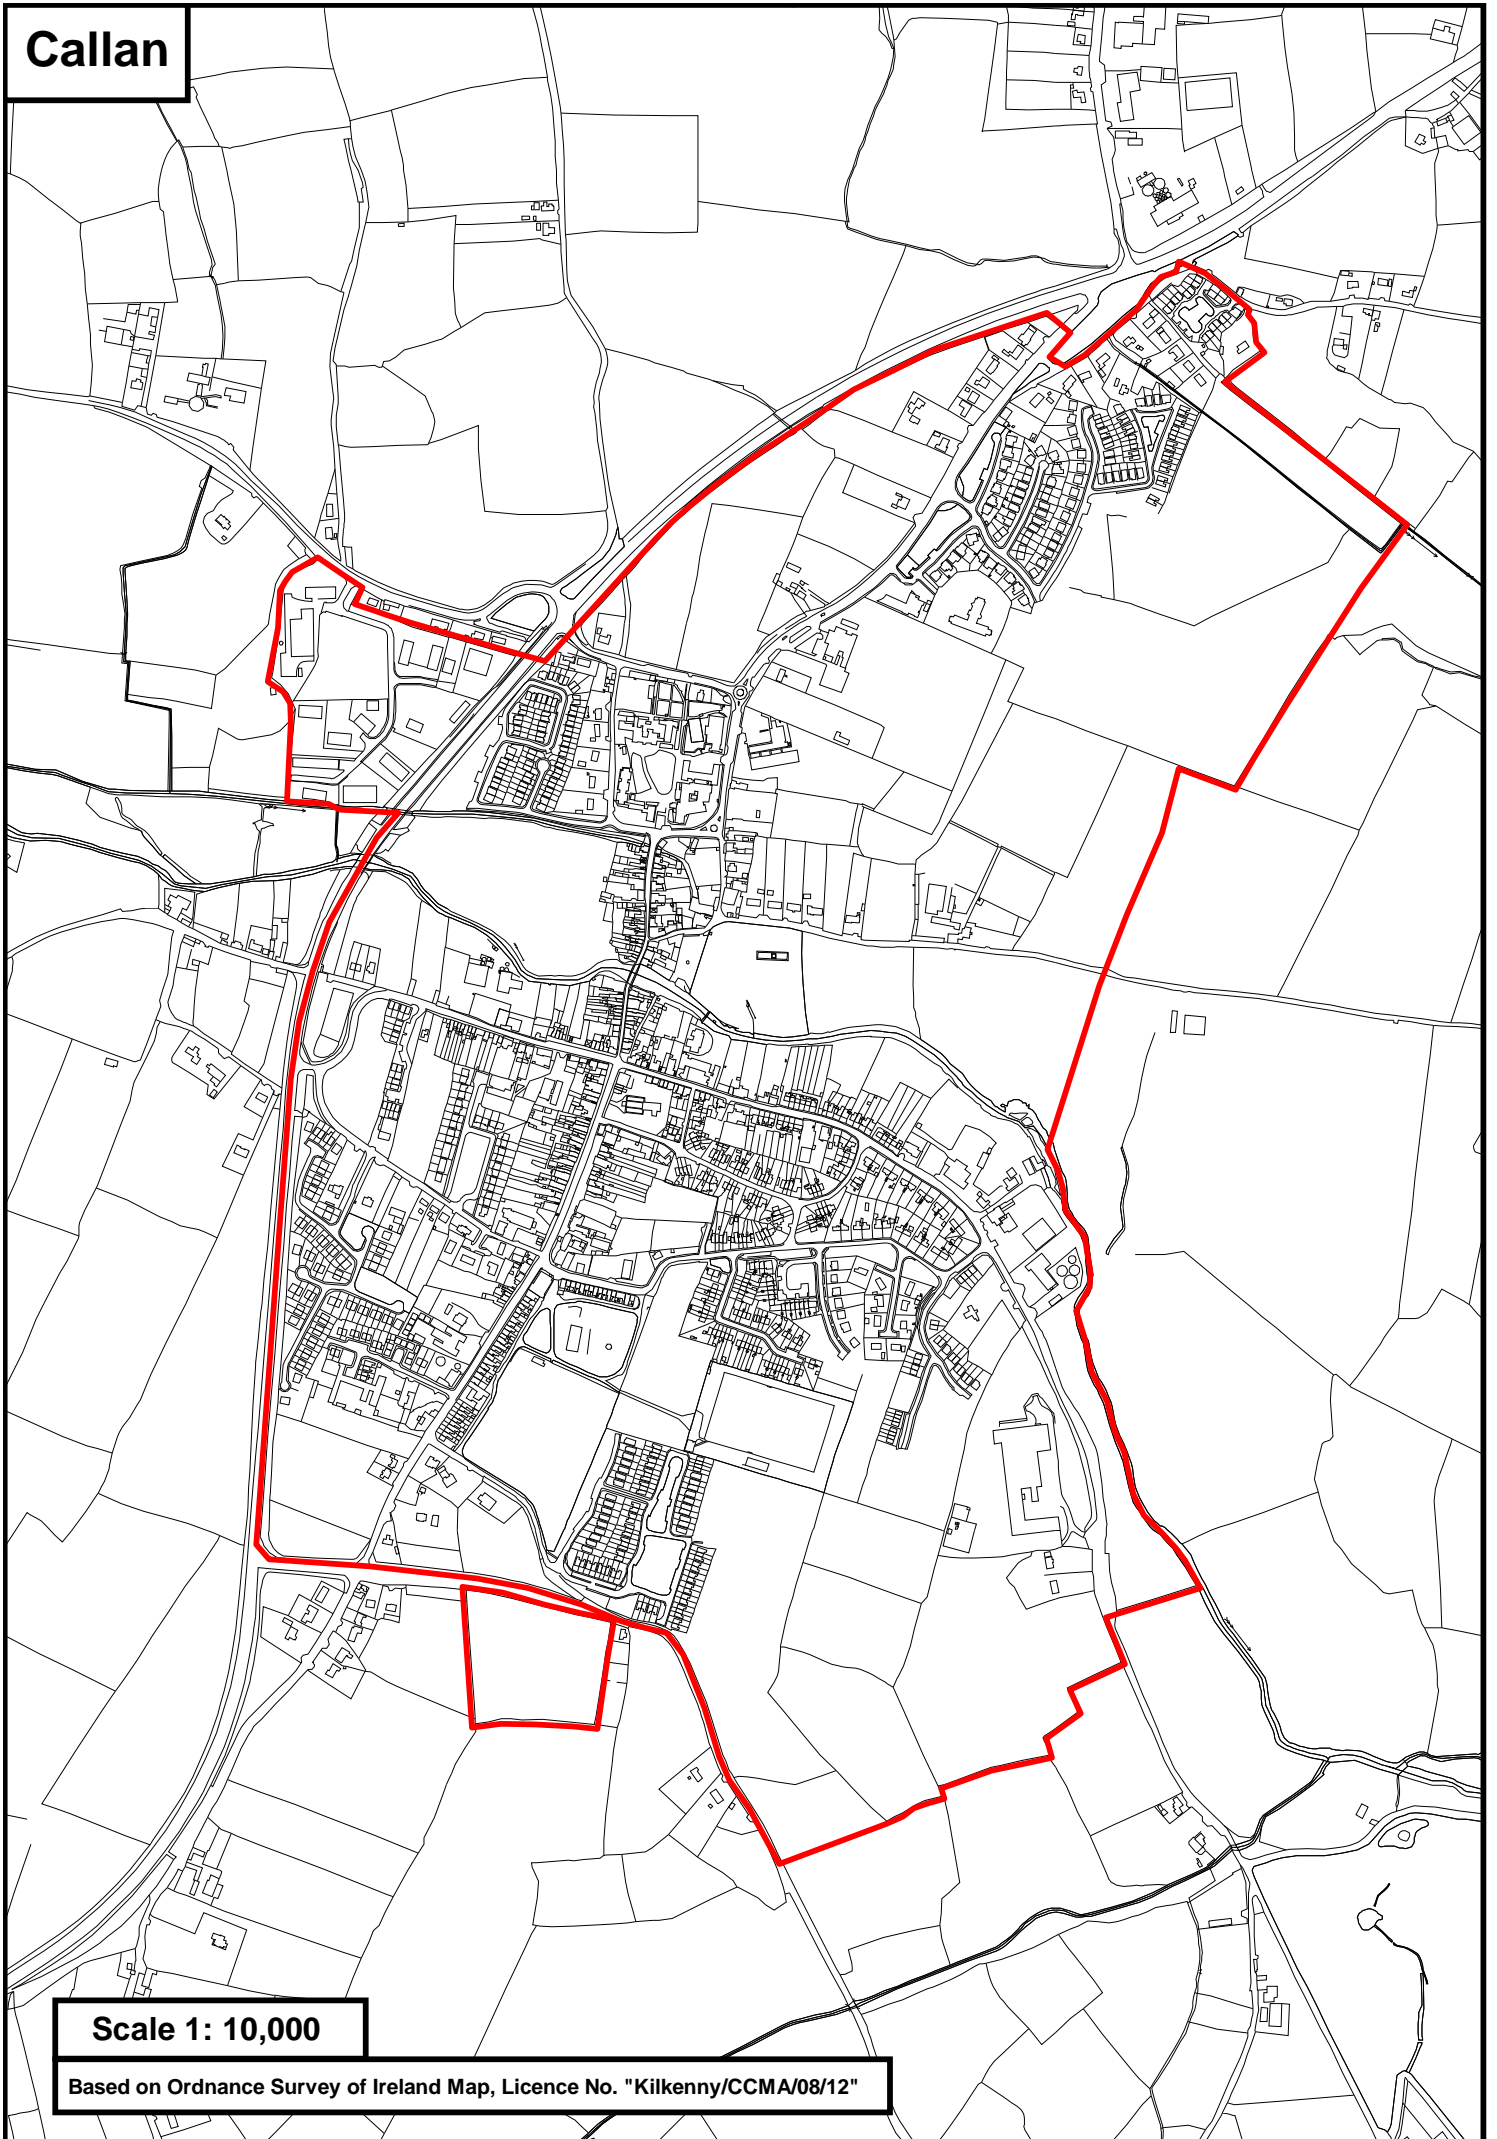 Callan
Scale 1: 10,000
Based on Ordnance Survey of Ireland Map, Licence No. "Kilkenny/CCMA/08/12"